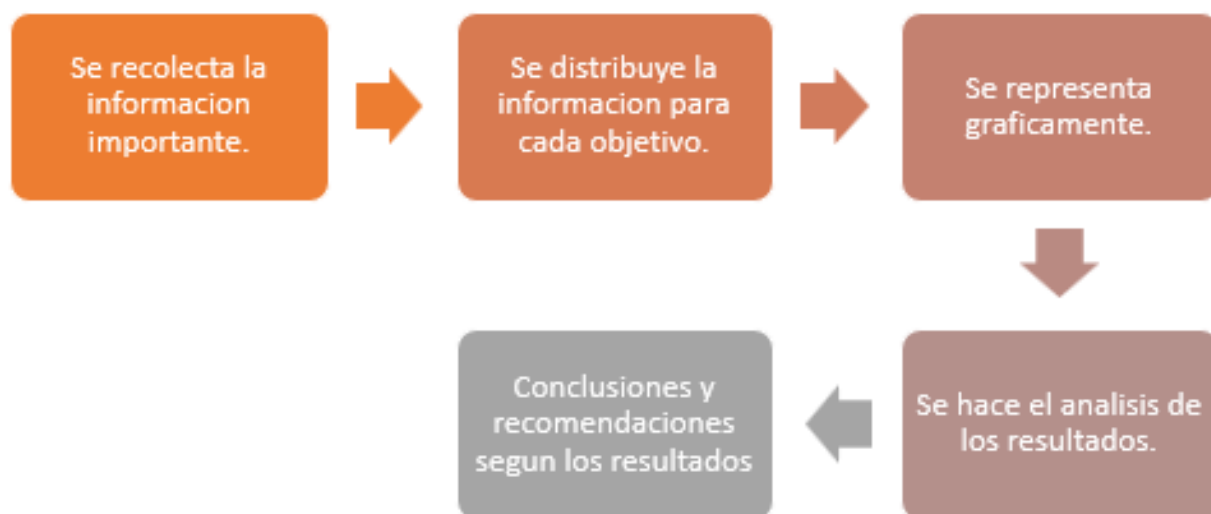 Se recolecta la
informacion
importante.
Se distribuye la
informacion para
cada objetivo.
Se representa
graficamente.
Se hace el analisis de
los resultados.
Conclusiones y
recomendaciones
segun los resultados